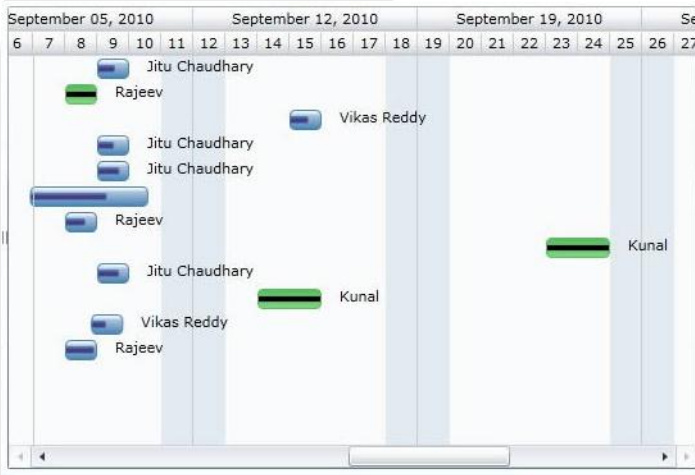 September 05, 2010 September 12, 2010 September 19, 2010 Se
6 7 8 9 10 11 12 13 14 15 16 17 18 19 20 21 22 23 24 25 26 27
Jitu Chaudhary
Rajeev
Vikas Reddy
Jitu Chaudhary
Jitu Chaudhary
Rajeev
Kunal
Jitu Chaudhary
Kunal
Vikas Reddy
Rajeev